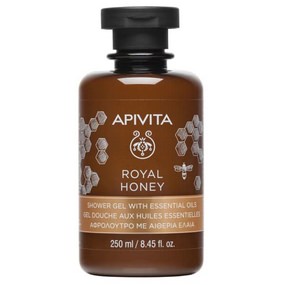 APIVITA
ROYAL
HONEY
SHOWER GEL WITH ESSENTIAL OILS
GEL DOUCHE AUX HUILES ESSENTIELLES
ΑΦΡΟΛΟΥΤΡΟ ΜΕ ΑΙΘΕΡΙΑ ΕΛΑΙΑ
250 ml / 8.45 fl. oz.